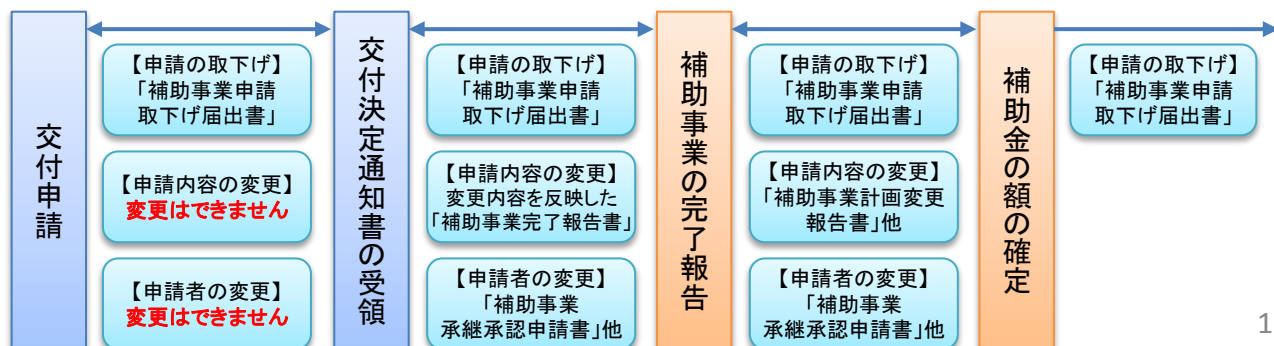 交付申請
【申請の取下げ】
「補助事業申請
取下げ届出書」
【申請内容の変更】
変更はできません
【申請者の変更】
変更はできません
交付決定通知書の受領
【申請の取下げ】
「補助事業申請
取下げ届出書」
【申請内容の変更】
変更内容を反映した
「補助事業完了報告書」
【申請者の変更】
「補助事業
承継承認申請書」他
補助事業の完了報告
【申請の取下げ】
「補助事業申請
取下げ届出書」
【申請内容の変更】
「補助事業計画変更
報告書」他
【申請者の変更】
「補助事業
承継承認申請書」他
補助金の額の確定
【申請の取下げ】
「補助事業申請
取下げ届出書」
1